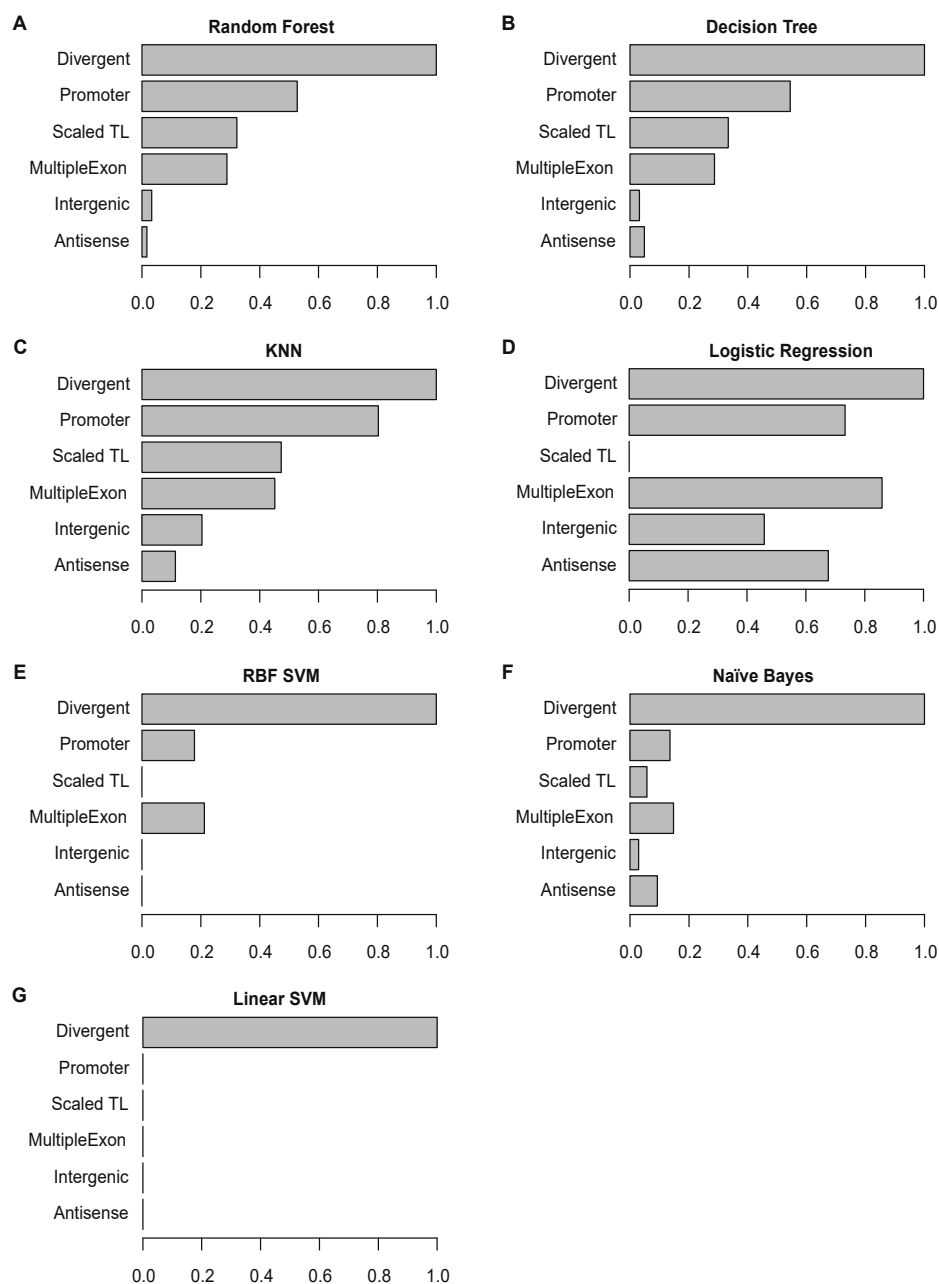 A
Random Forest
Divergent
Promoter
Scaled TL
MultipleExon
Intergenic
Antisense
0.0 0.2 0.4 0.6 0.8 1.0
B
Decision Tree
Divergent
Promoter
Scaled TL
MultipleExon
Intergenic
Antisense
0.0 0.2 0.4 0.6 0.8 1.0
C
KNN
Divergent
Promoter
Scaled TL
MultipleExon
Intergenic
Antisense
0.0 0.2 0.4 0.6 0.8 1.0
D
Logistic Regression
Divergent
Promoter
Scaled TL
MultipleExon
Intergenic
Antisense
0.0 0.2 0.4 0.6 0.8 1.0
E
RBF SVM
Divergent
Promoter
Scaled TL
MultipleExon
Intergenic
Antisense
0.0 0.2 0.4 0.6 0.8 1.0
F
Naïve Bayes
Divergent
Promoter
Scaled TL
MultipleExon
Intergenic
Antisense
0.0 0.2 0.4 0.6 0.8 1.0
G
Linear SVM
Divergent
Promoter
Scaled TL
MultipleExon
Intergenic
Antisense
0.0 0.2 0.4 0.6 0.8 1.0